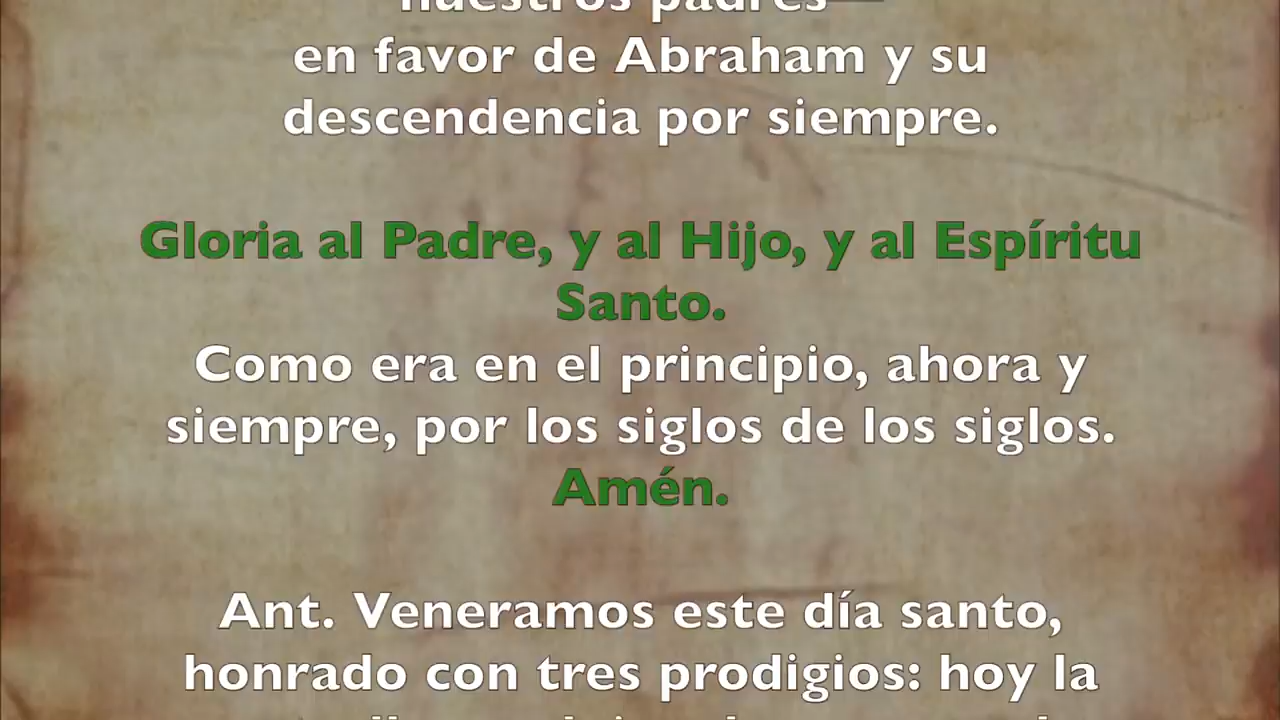 nuestros padres—
en favor de Abraham y su
descendencia por siempre.
Gloria al Padre, y al Hijo, y al Espíritu
Santo.
Como era en el principio, ahora y
siempre, por los siglos de los siglos.
Amén.
Ant. Veneramos este día santo,
honrado con tres prodigios: hoy la